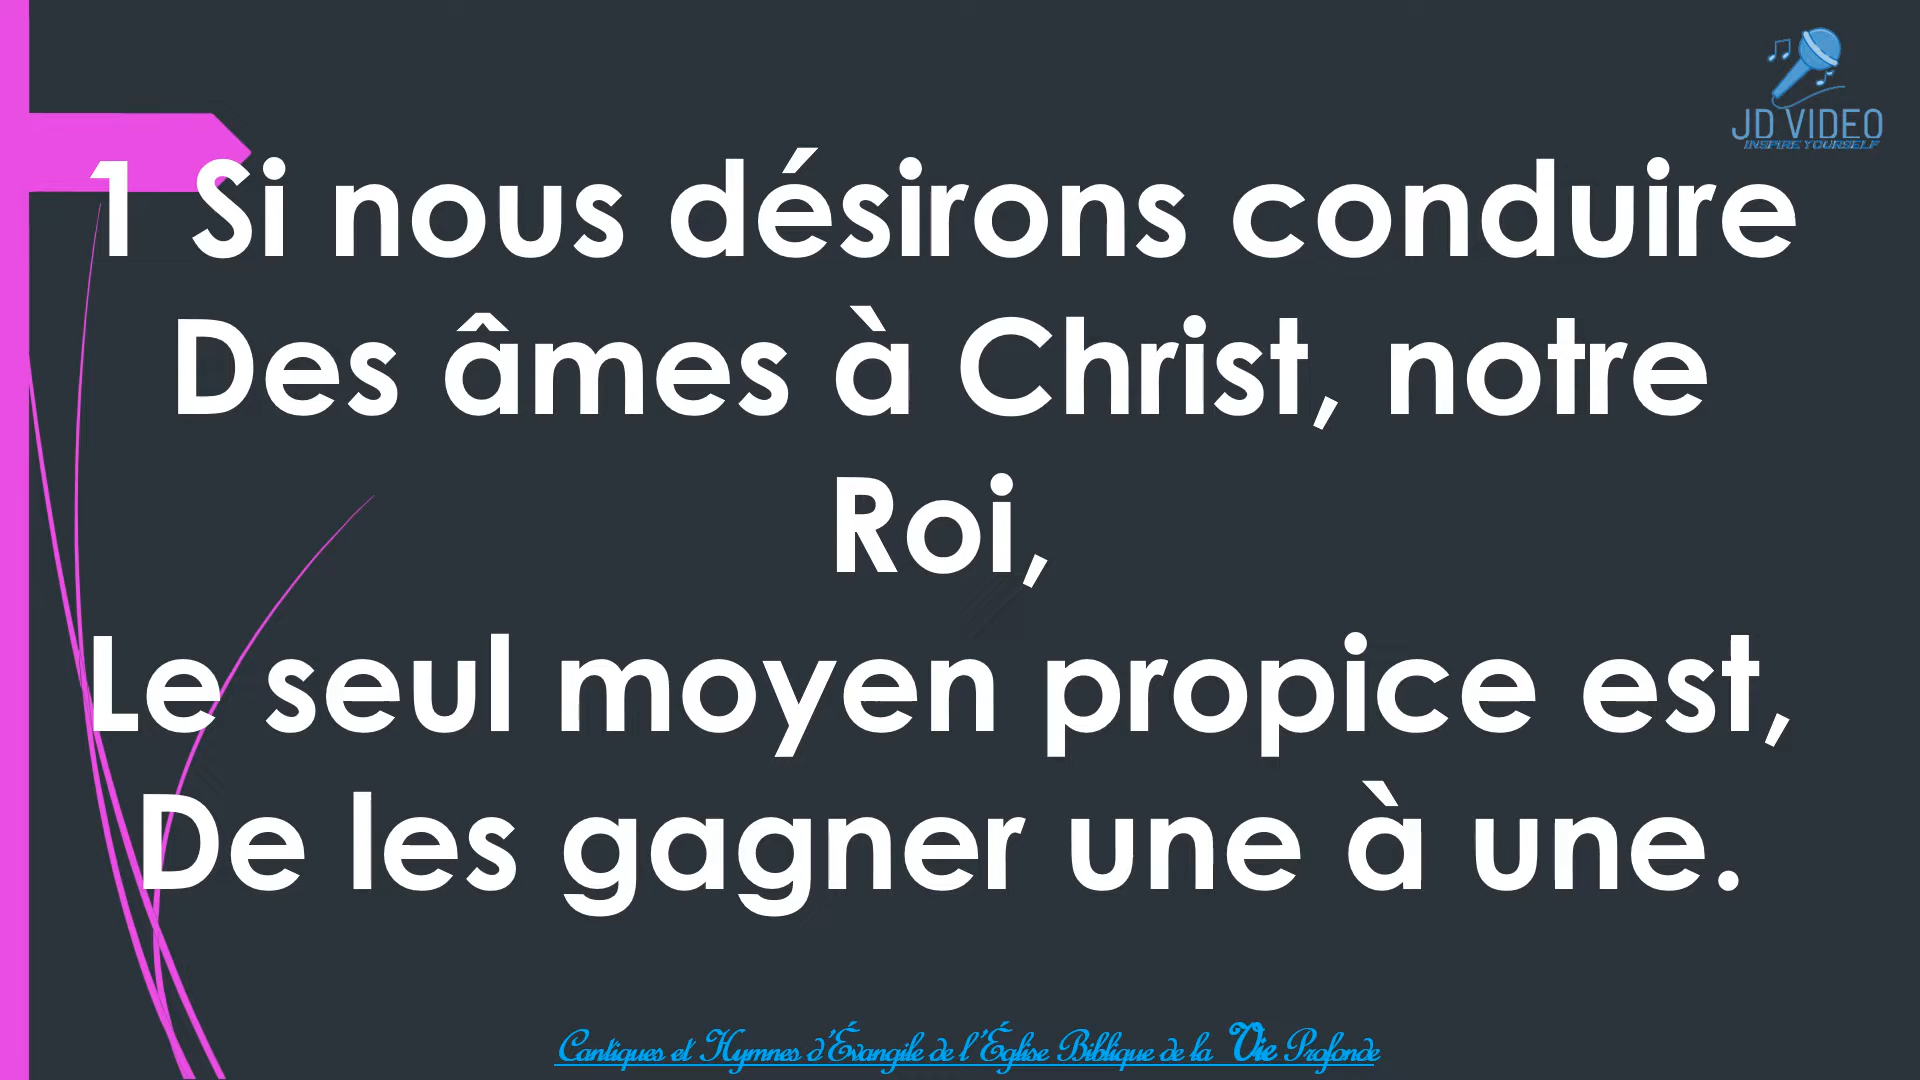 JD VIDEO
INSPIRE YOURSELF
1 Si nous désirons conduire
Des âmes à Christ, notre
Roi,
Le seul moyen propice est,
De les gagner une à une.
Cantiques et Hymnes d'Évangile de l'Église Biblique de la Vie Profonde